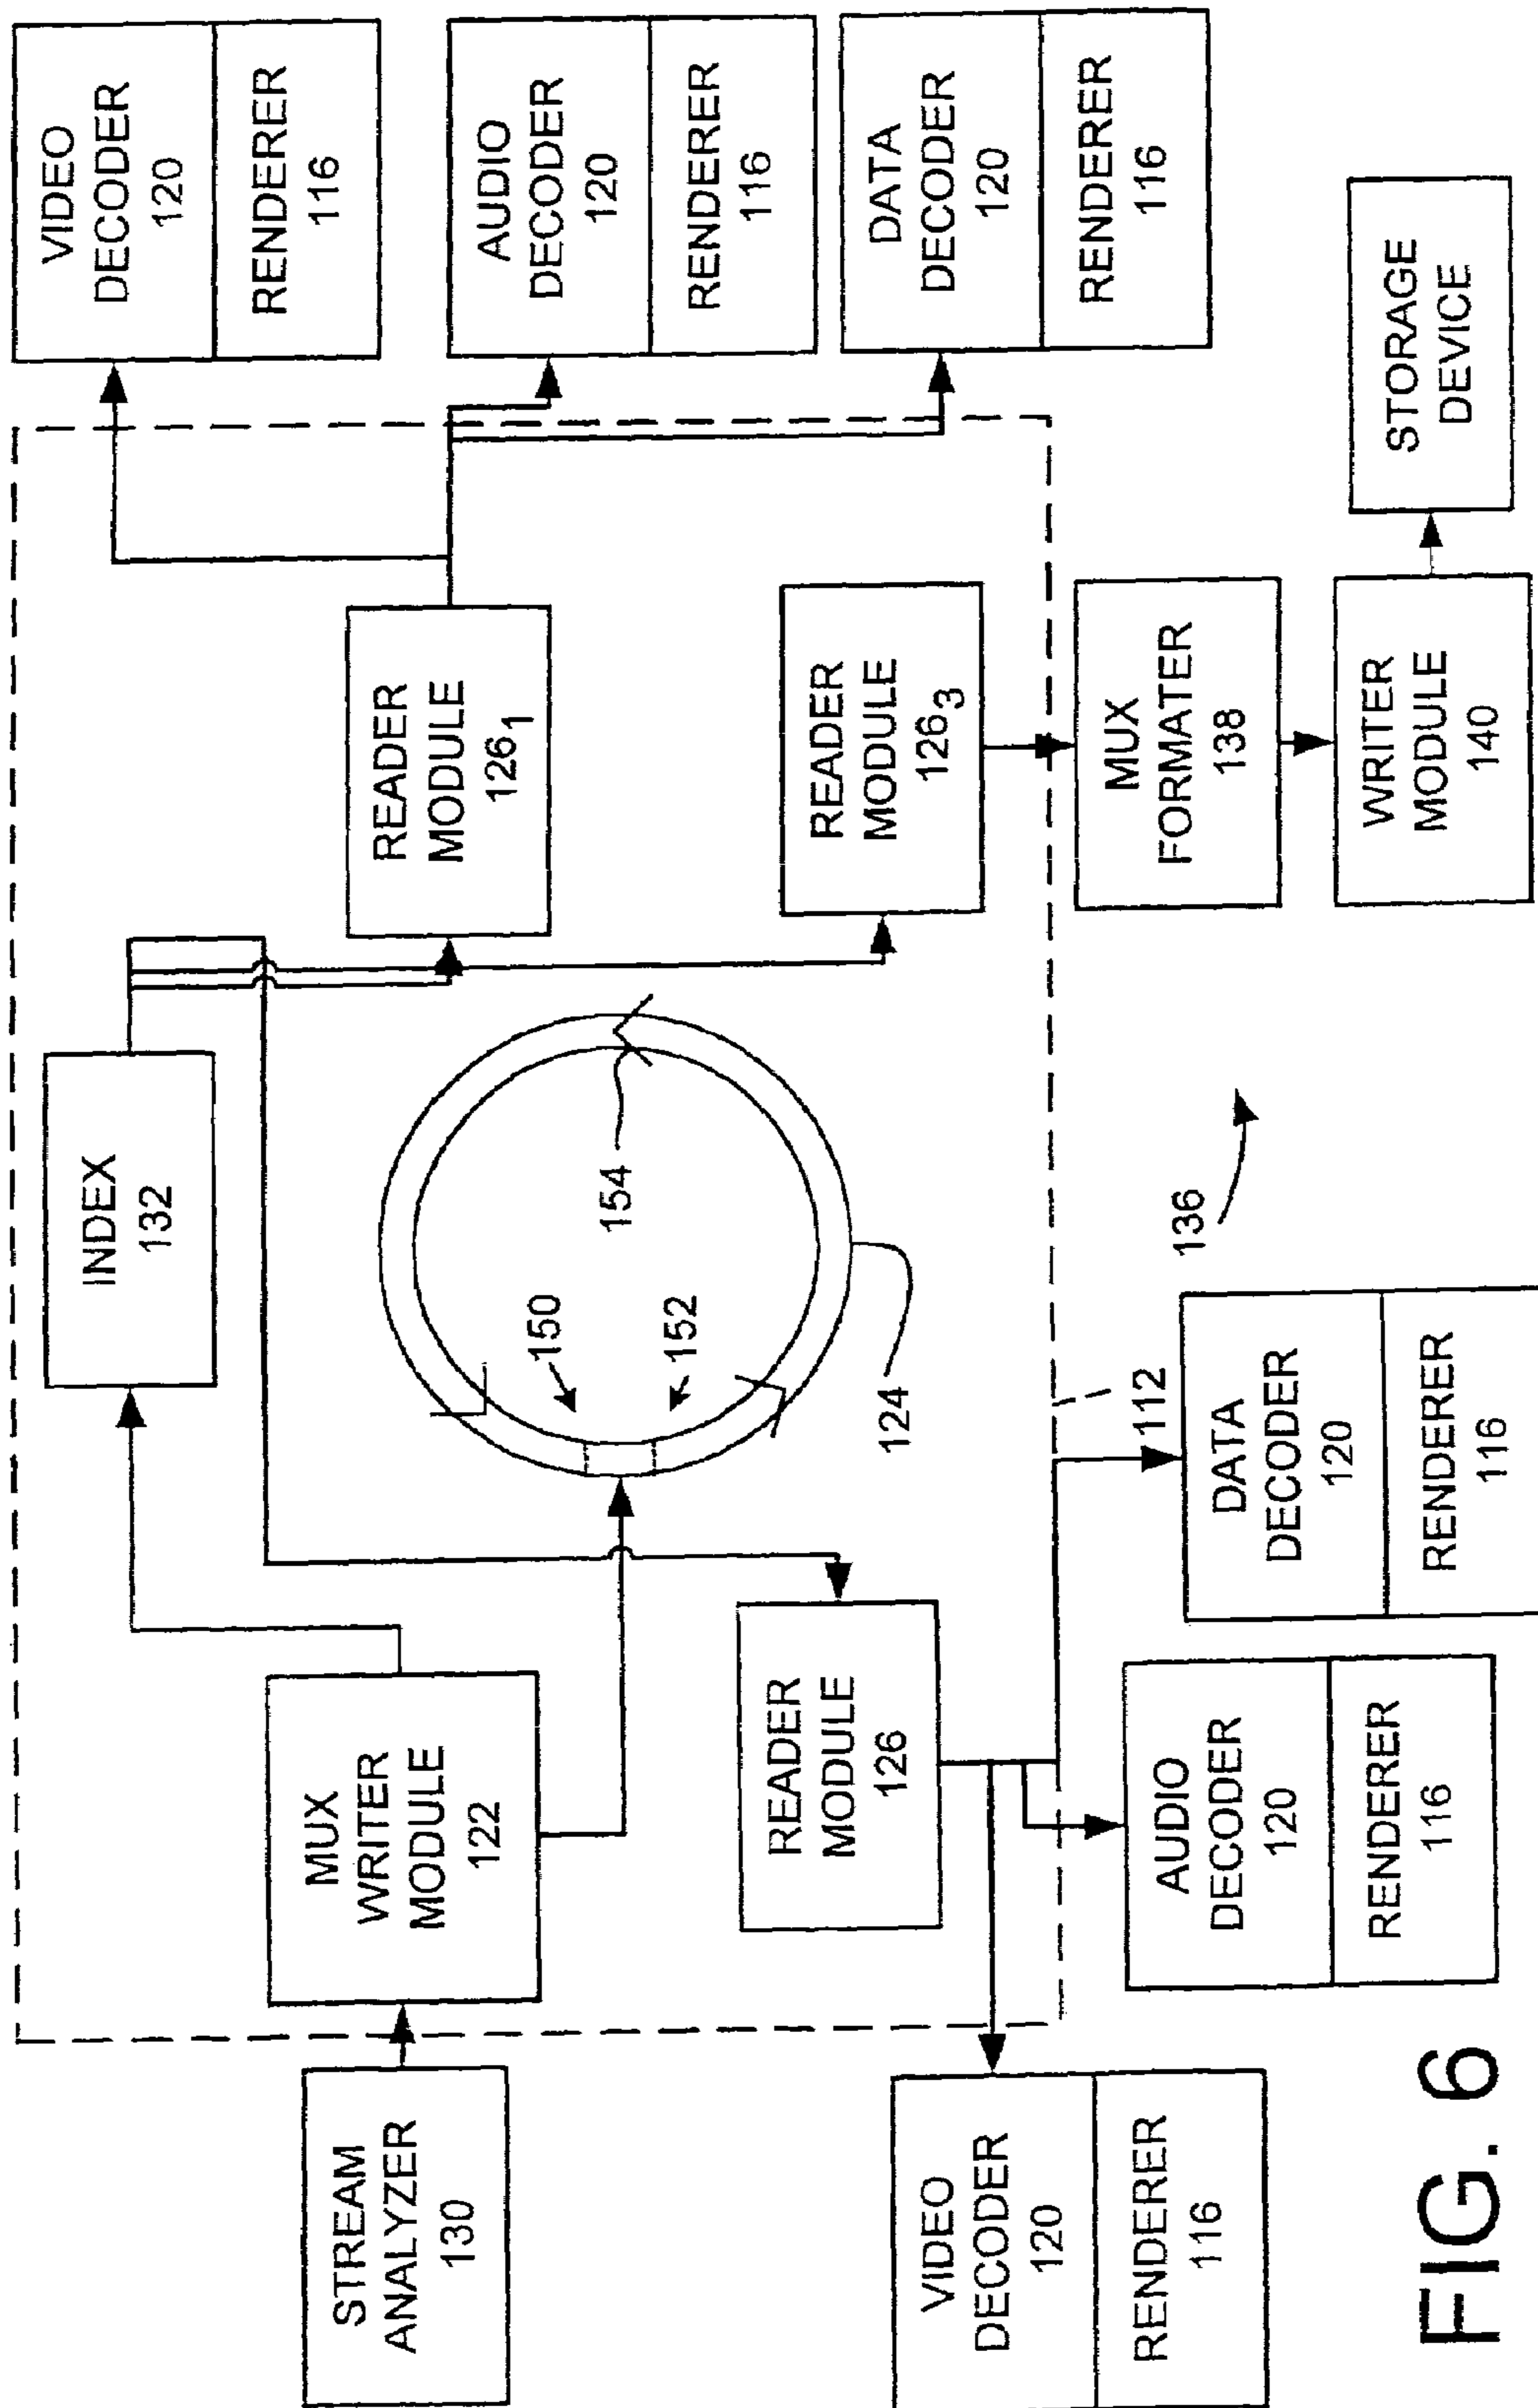 STREAM
ANALYZER
130
MUX
WRITER
MODULE
122
INDEX
132
READER
MODULE
126₁
VIDEO
DECODER
120
RENDERER
116
AUDIO
DECODER
120
RENDERER
116
DATA
DECODER
120
RENDERER
116
150
152
154
124
READER
MODULE
126
READER
MODULE
126₃
VIDEO
DECODER
120
RENDERER
116
AUDIO
DECODER
120
RENDERER
116
112
DATA
DECODER
120
RENDERER
116
136
MUX
FORMATER
138
WRITER
MODULE
140
STORAGE
DEVICE
FIG. 6